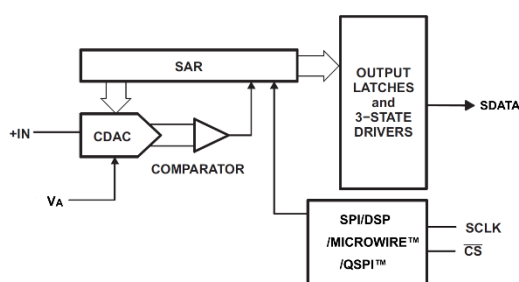 SAR
OUTPUT
LATCHES
and
3−STATE
DRIVERS
SDATA
+IN
CDAC
COMPARATOR
VA
SPI/DSP
/MICROWIRE™
/QSPI™
SCLK
CS